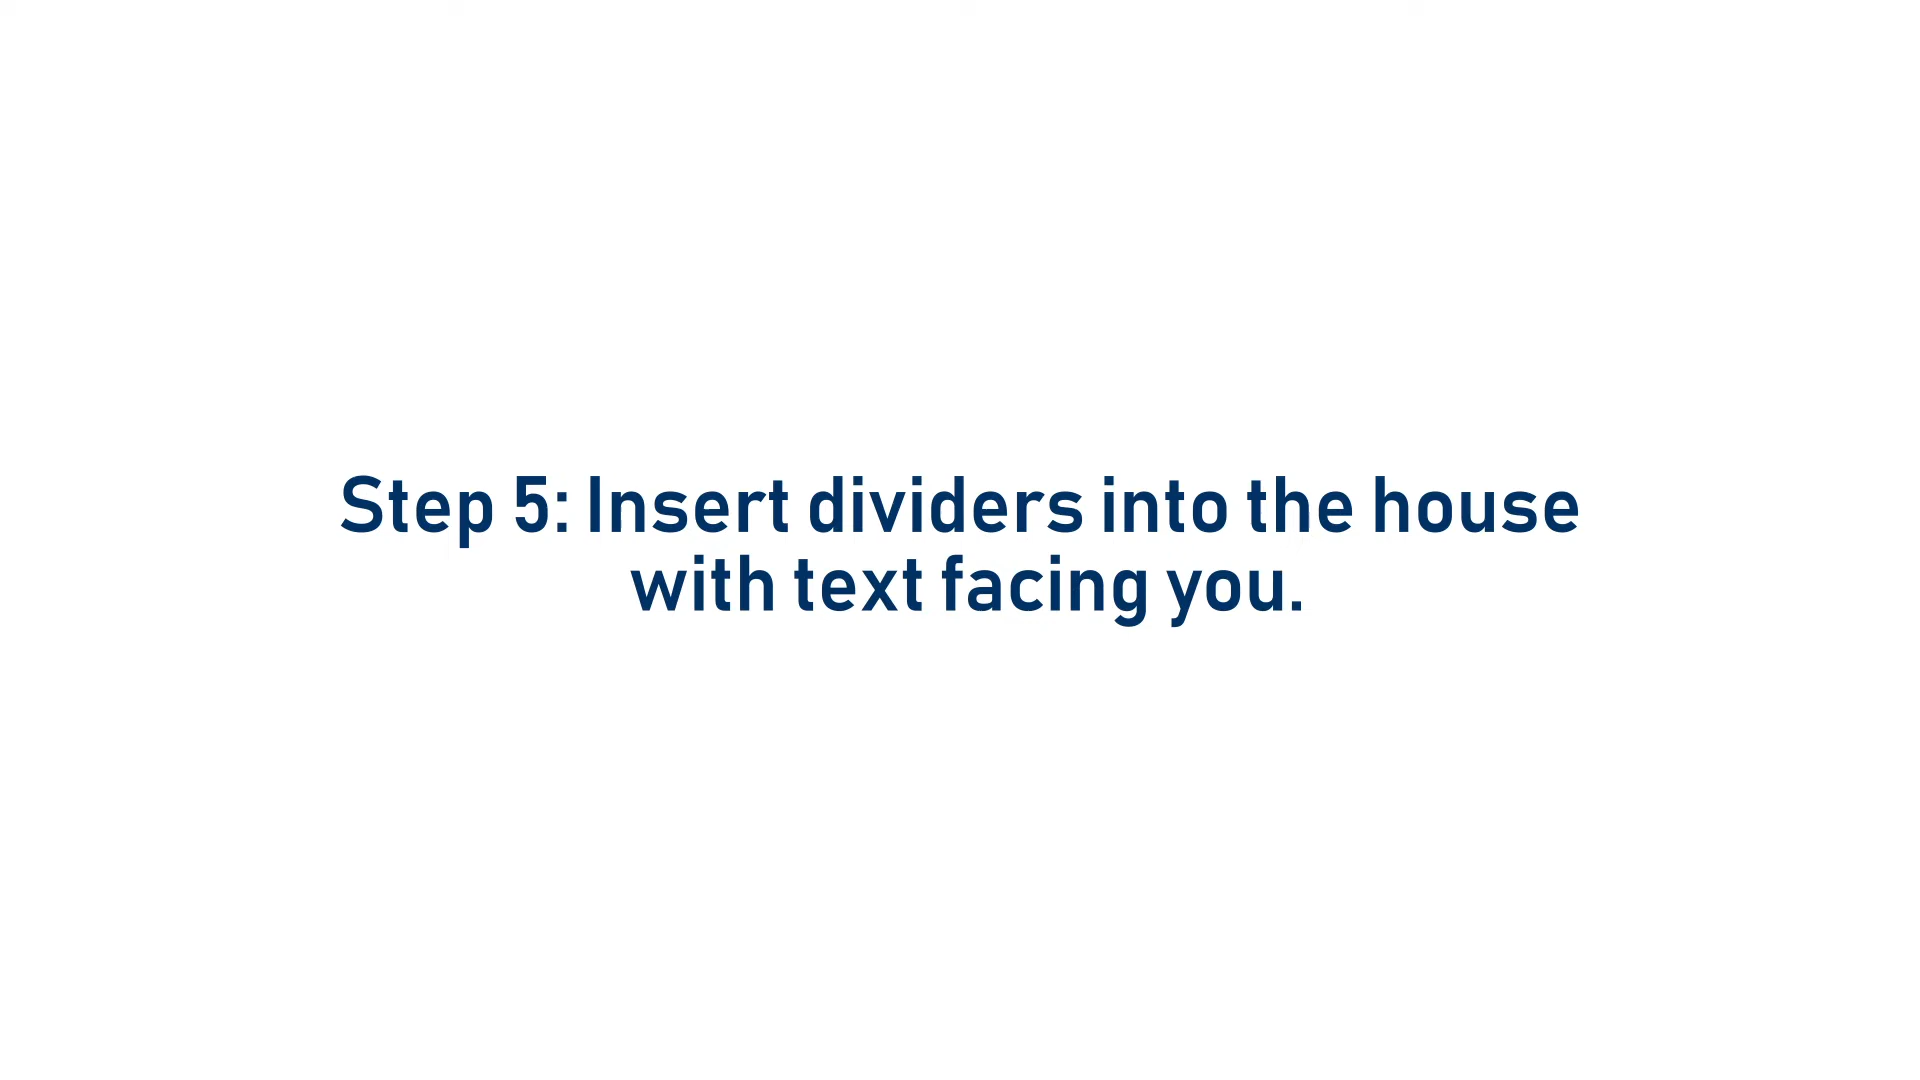 Step 5: Insert dividers into the house
with text facing you.